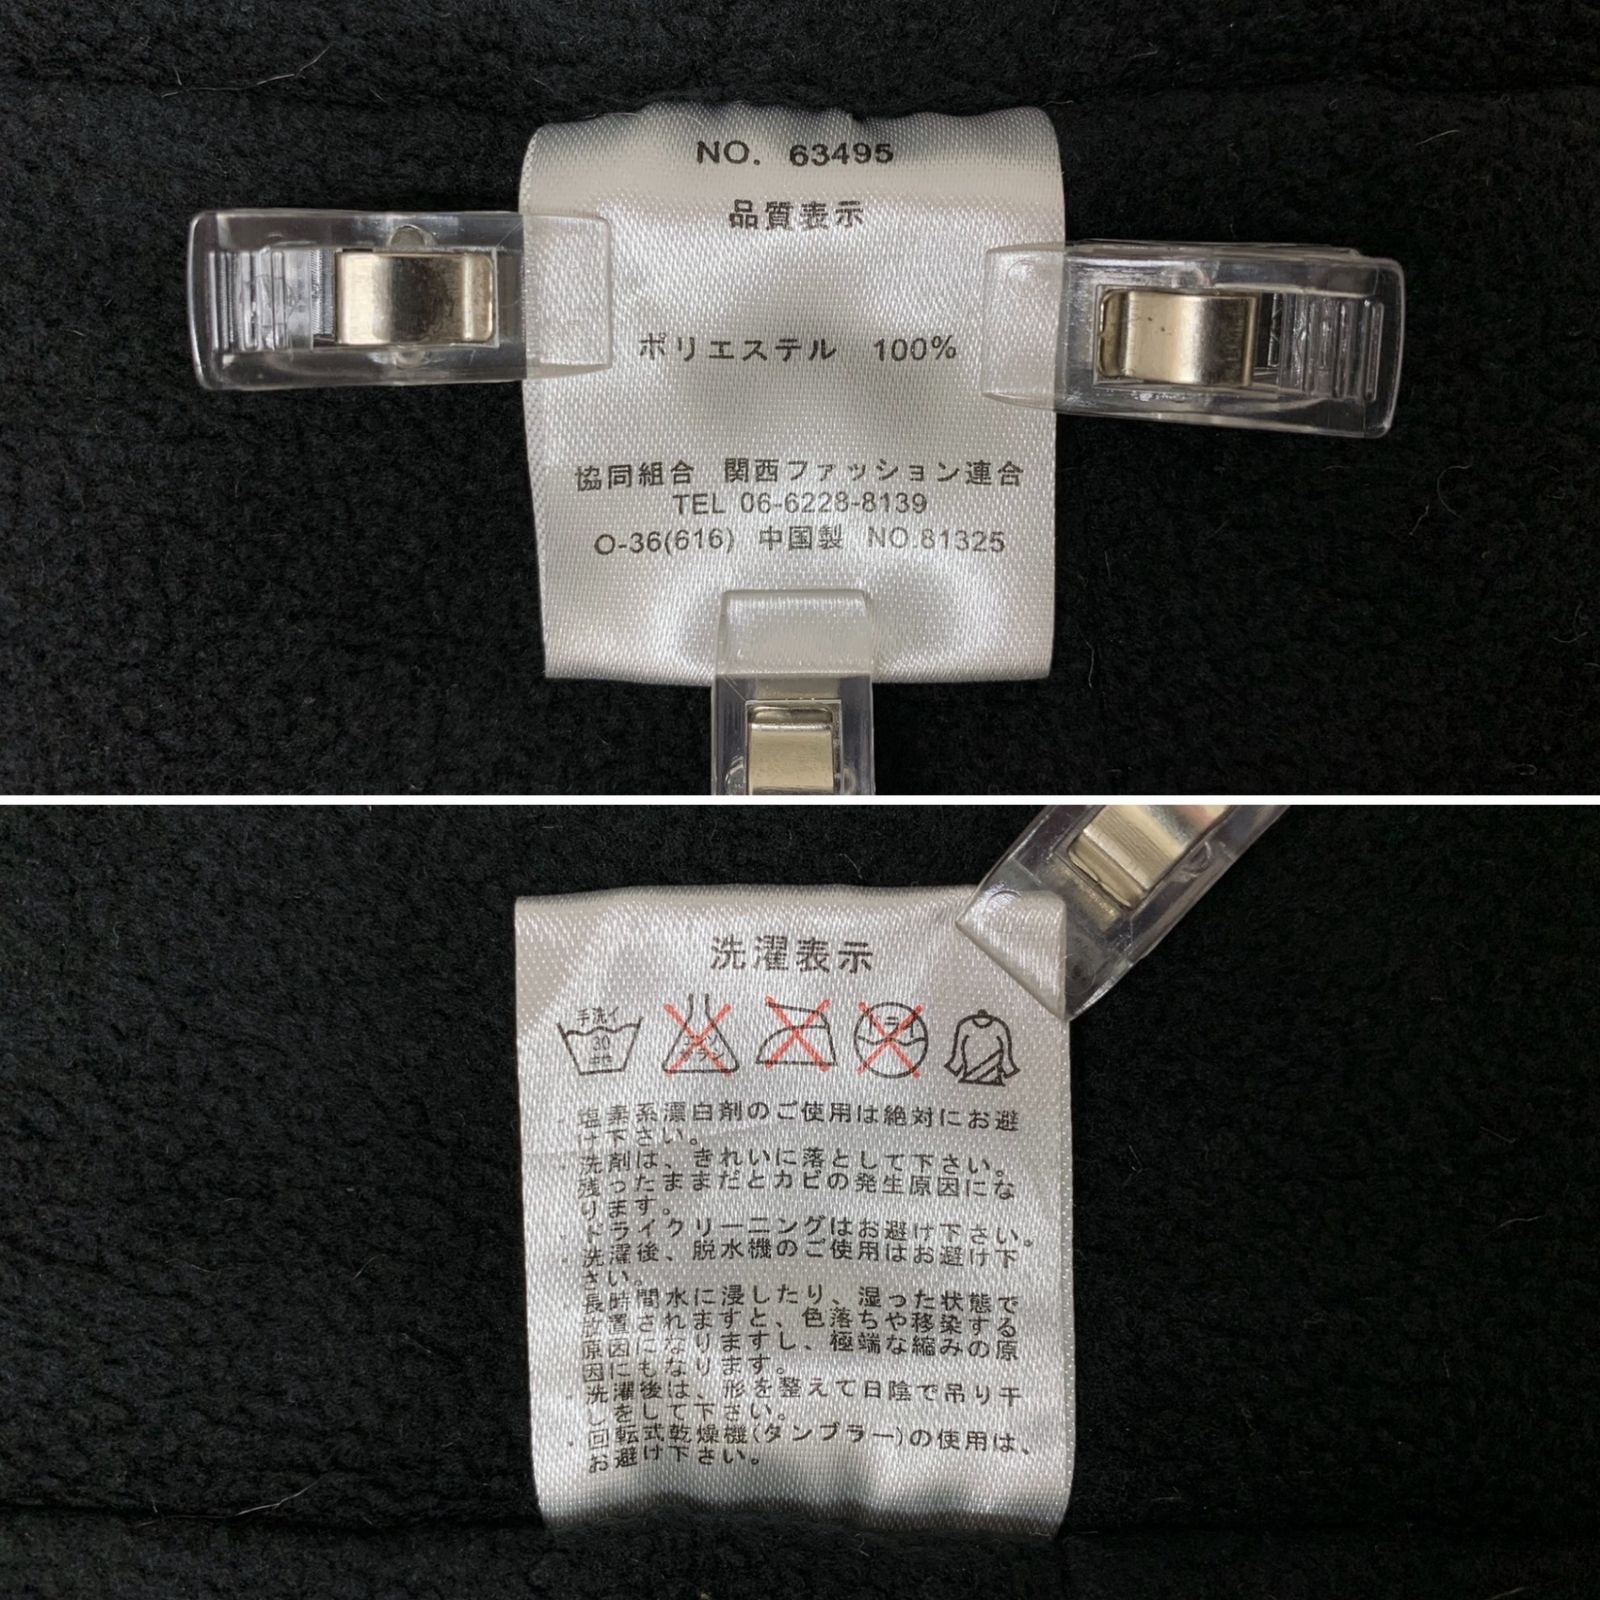 NO. 63495
品質表示
ポリエステル 100%
協同組合 関西ファッション連合
TEL 06-6228-8139
O-36(616) 中国製 NO.81325
洗濯表示
手洗イ
30
中性
ドライ
・塩素系漂白剤のご使用は絶対にお避
け下さい。
・洗剤は、きれいに落として下さい。
残ったままだとカビの発生原因にな
ります。
・ドライクリーニングはお避け下さい。
・洗濯後、脱水機のご使用はお避け下
さい。
・長時間水に浸したり、湿った状態で
放置されますと、色落ちや移染する
原因になりますし、極端な縮みの原
因にもなります。
・洗濯後は、形を整えて日陰で吊り干
しをして下さい。
・回転式乾燥機(タンブラー)の使用は、
お避け下さい。